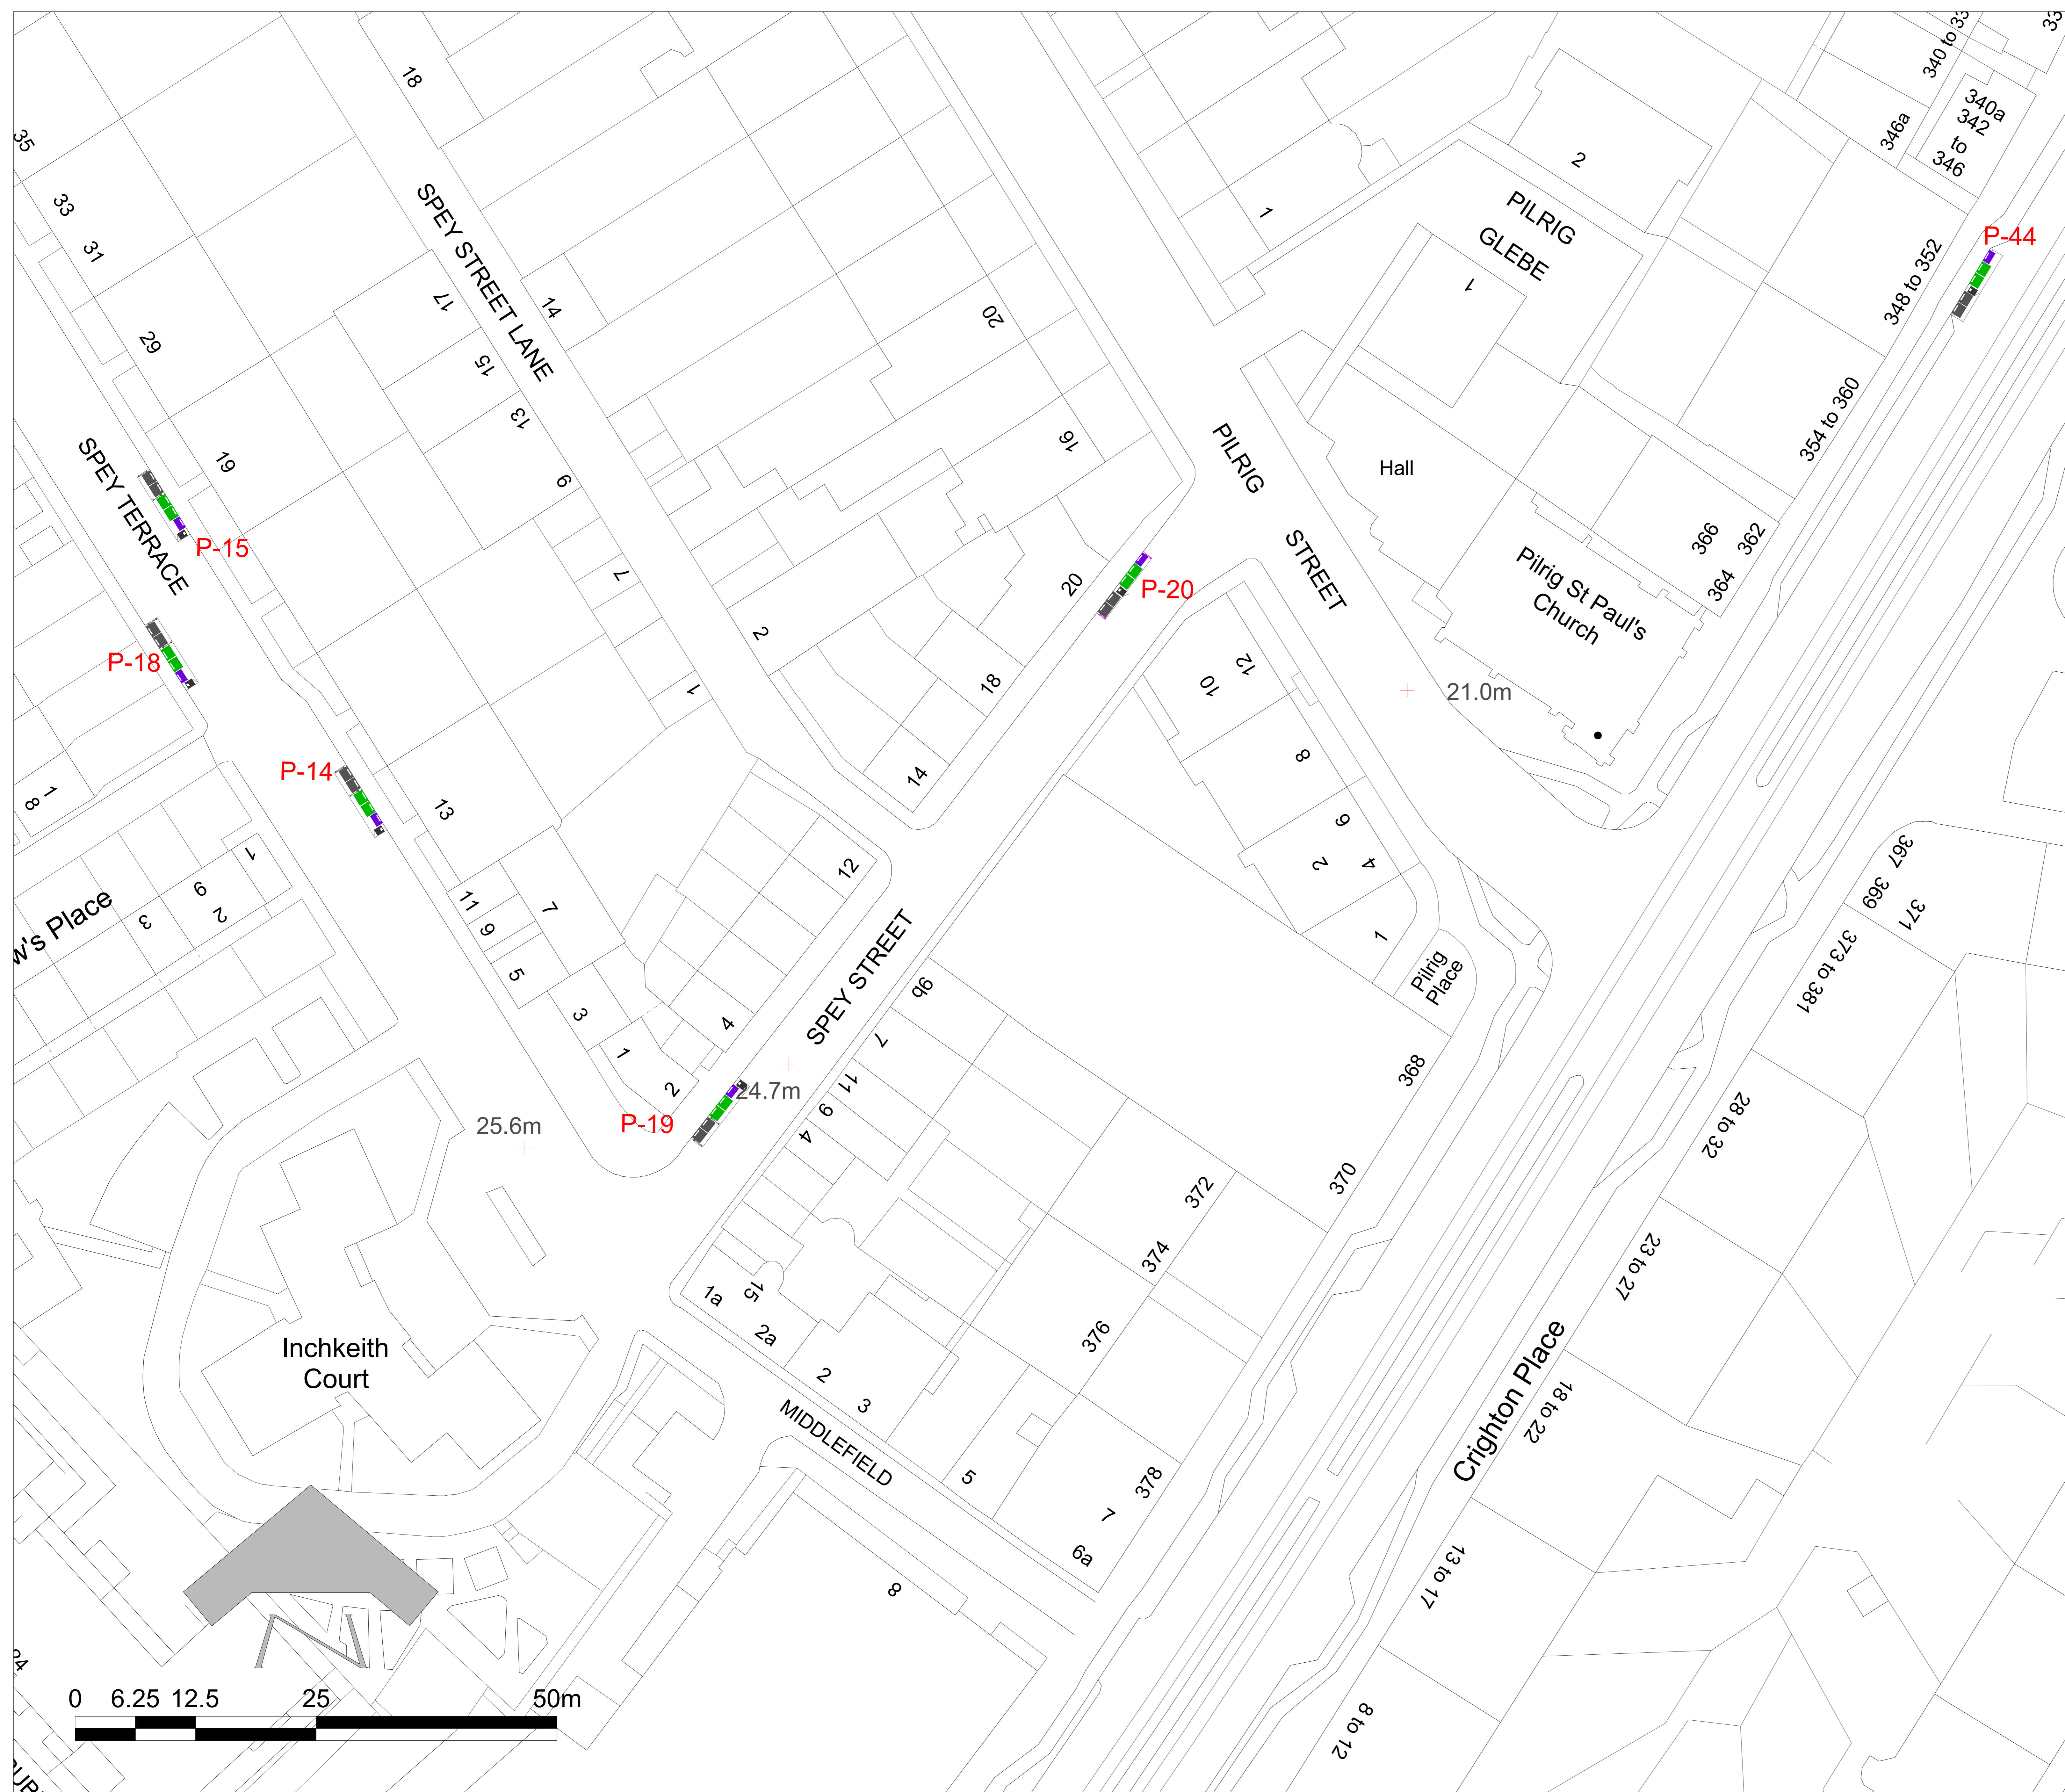 18
340 to 33
33
340a
342
to
346
346a
35
33
31
29
19
SPEY STREET LANE
17
15
13
9
7
1
14
2
20
16
1
2
PILRIG
GLEBE
1
348 to 352
P-44
354 to 360
SPEY TERRACE
P-15
P-18
P-14
PILRIG
STREET
Hall
366
362
364
Pilrig St Paul's
Church
21.0m
20
P-20
18
14
12
10
8
6
4
2
1
Pilrig
Place
13
11
9
7
5
3
1
2
4
12
1
8
1
9
2
3
w's Place
SPEY STREET
24.7m
P-19
25.6m
9b
7
11
9
4
1a
15
2a
2
3
5
7
6a
368
370
372
374
376
378
367
369
371
373 to 381
28 to 32
23 to 27
Crighton Place
18 to 22
13 to 17
8 to 12
Inchkeith
Court
MIDDLEFIELD
8
0 6.25 12.5 25 50m